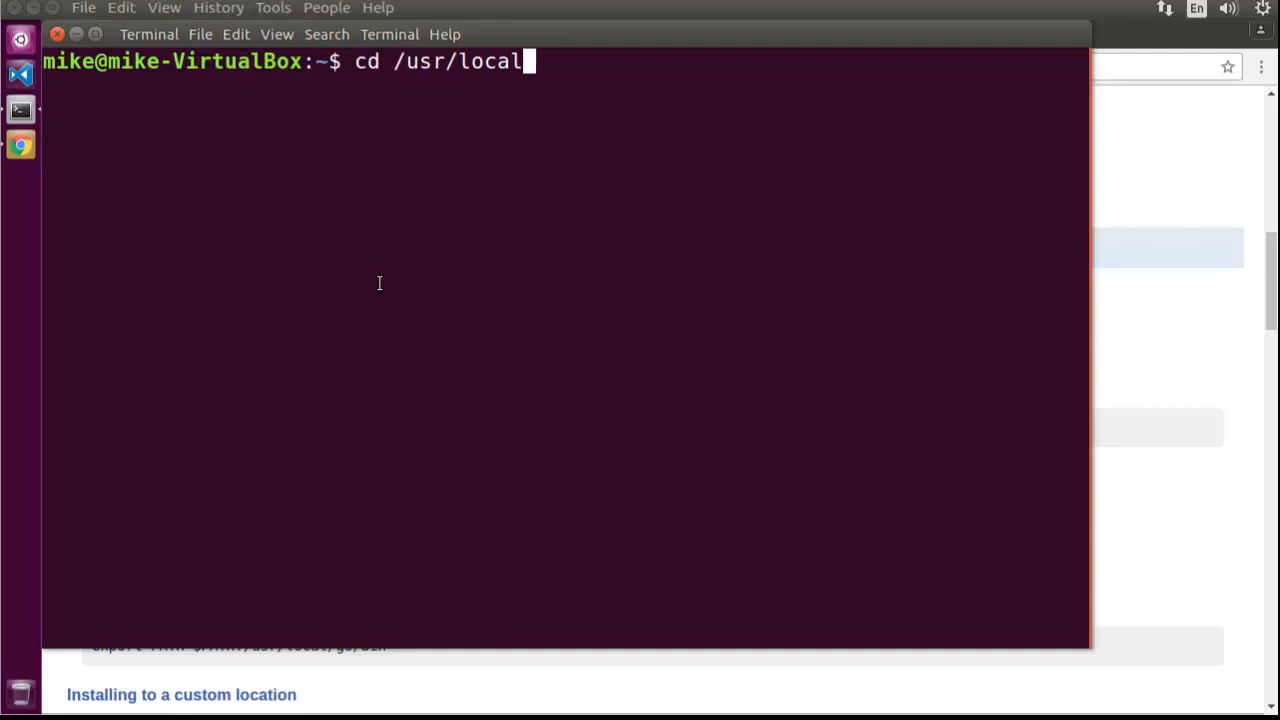 File Edit View History Tools People Help
En
Terminal File Edit View Search Terminal Help
mike@mike-VirtualBox:~$ cd /usr/local
Installing to a custom location